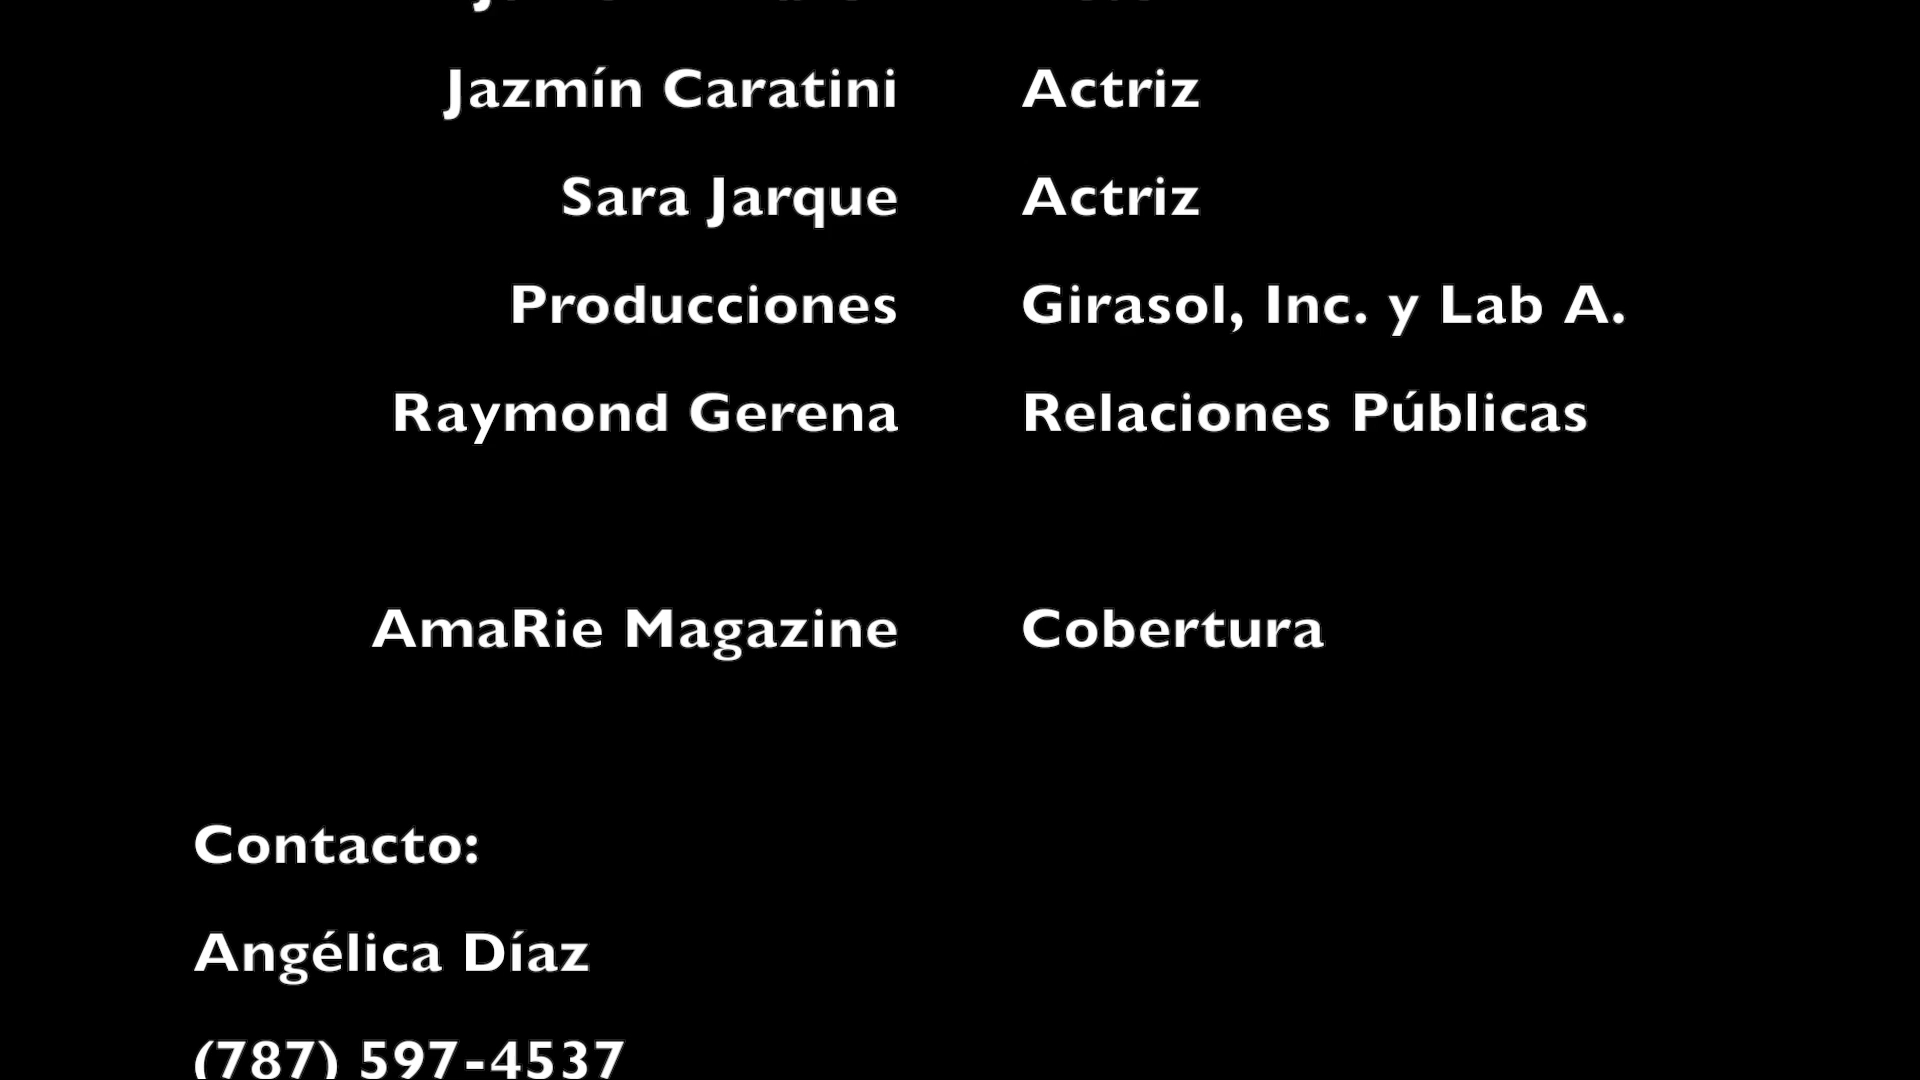 Jazmín Caratini Actriz
Sara Jarque Actriz
Producciones Girasol, Inc. y Lab A.
Raymond Gerena Relaciones Públicas
AmaRie Magazine Cobertura
Contacto:
Angélica Díaz
(787) 597-4537